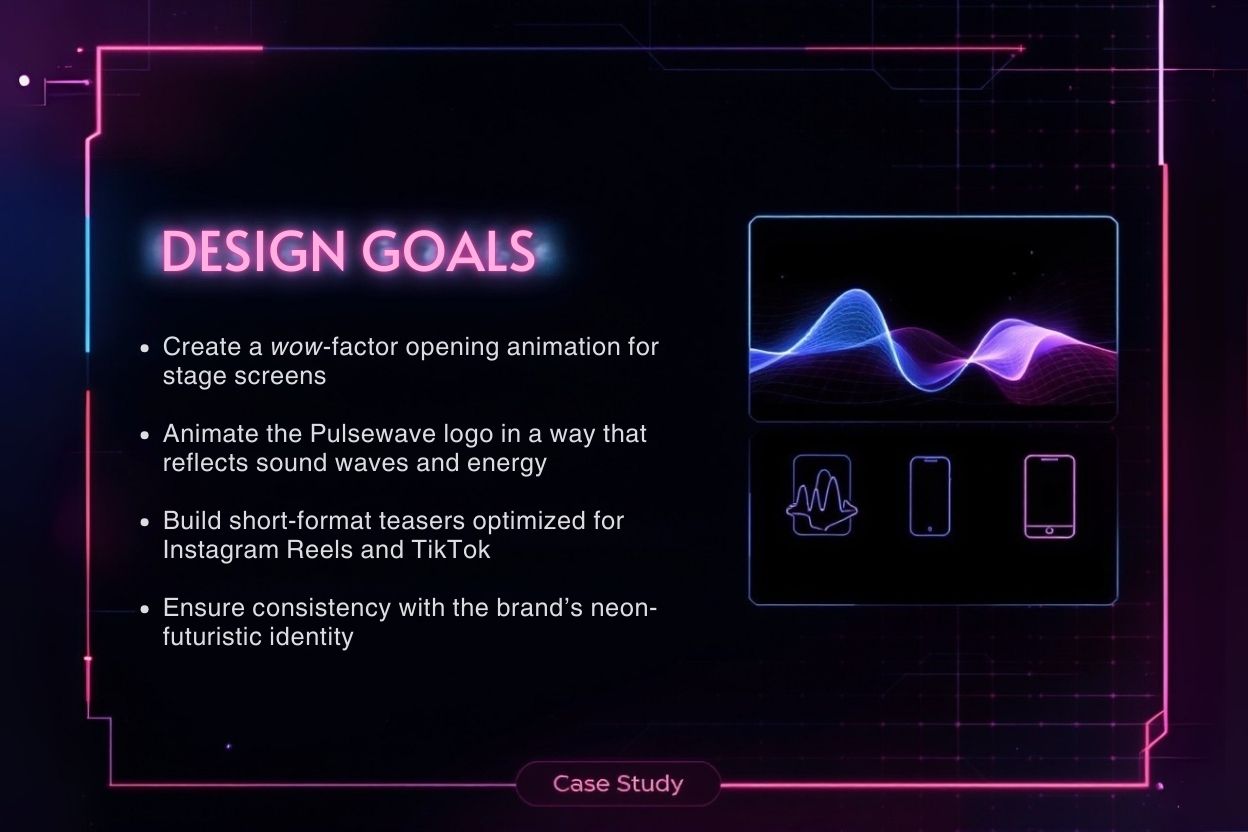 DESIGN GOALS
• Create a wow-factor opening animation for
stage screens
• Animate the Pulsewave logo in a way that
reflects sound waves and energy
• Build short-format teasers optimized for
Instagram Reels and TikTok
• Ensure consistency with the brand’s neon-
futuristic identity
Case Study